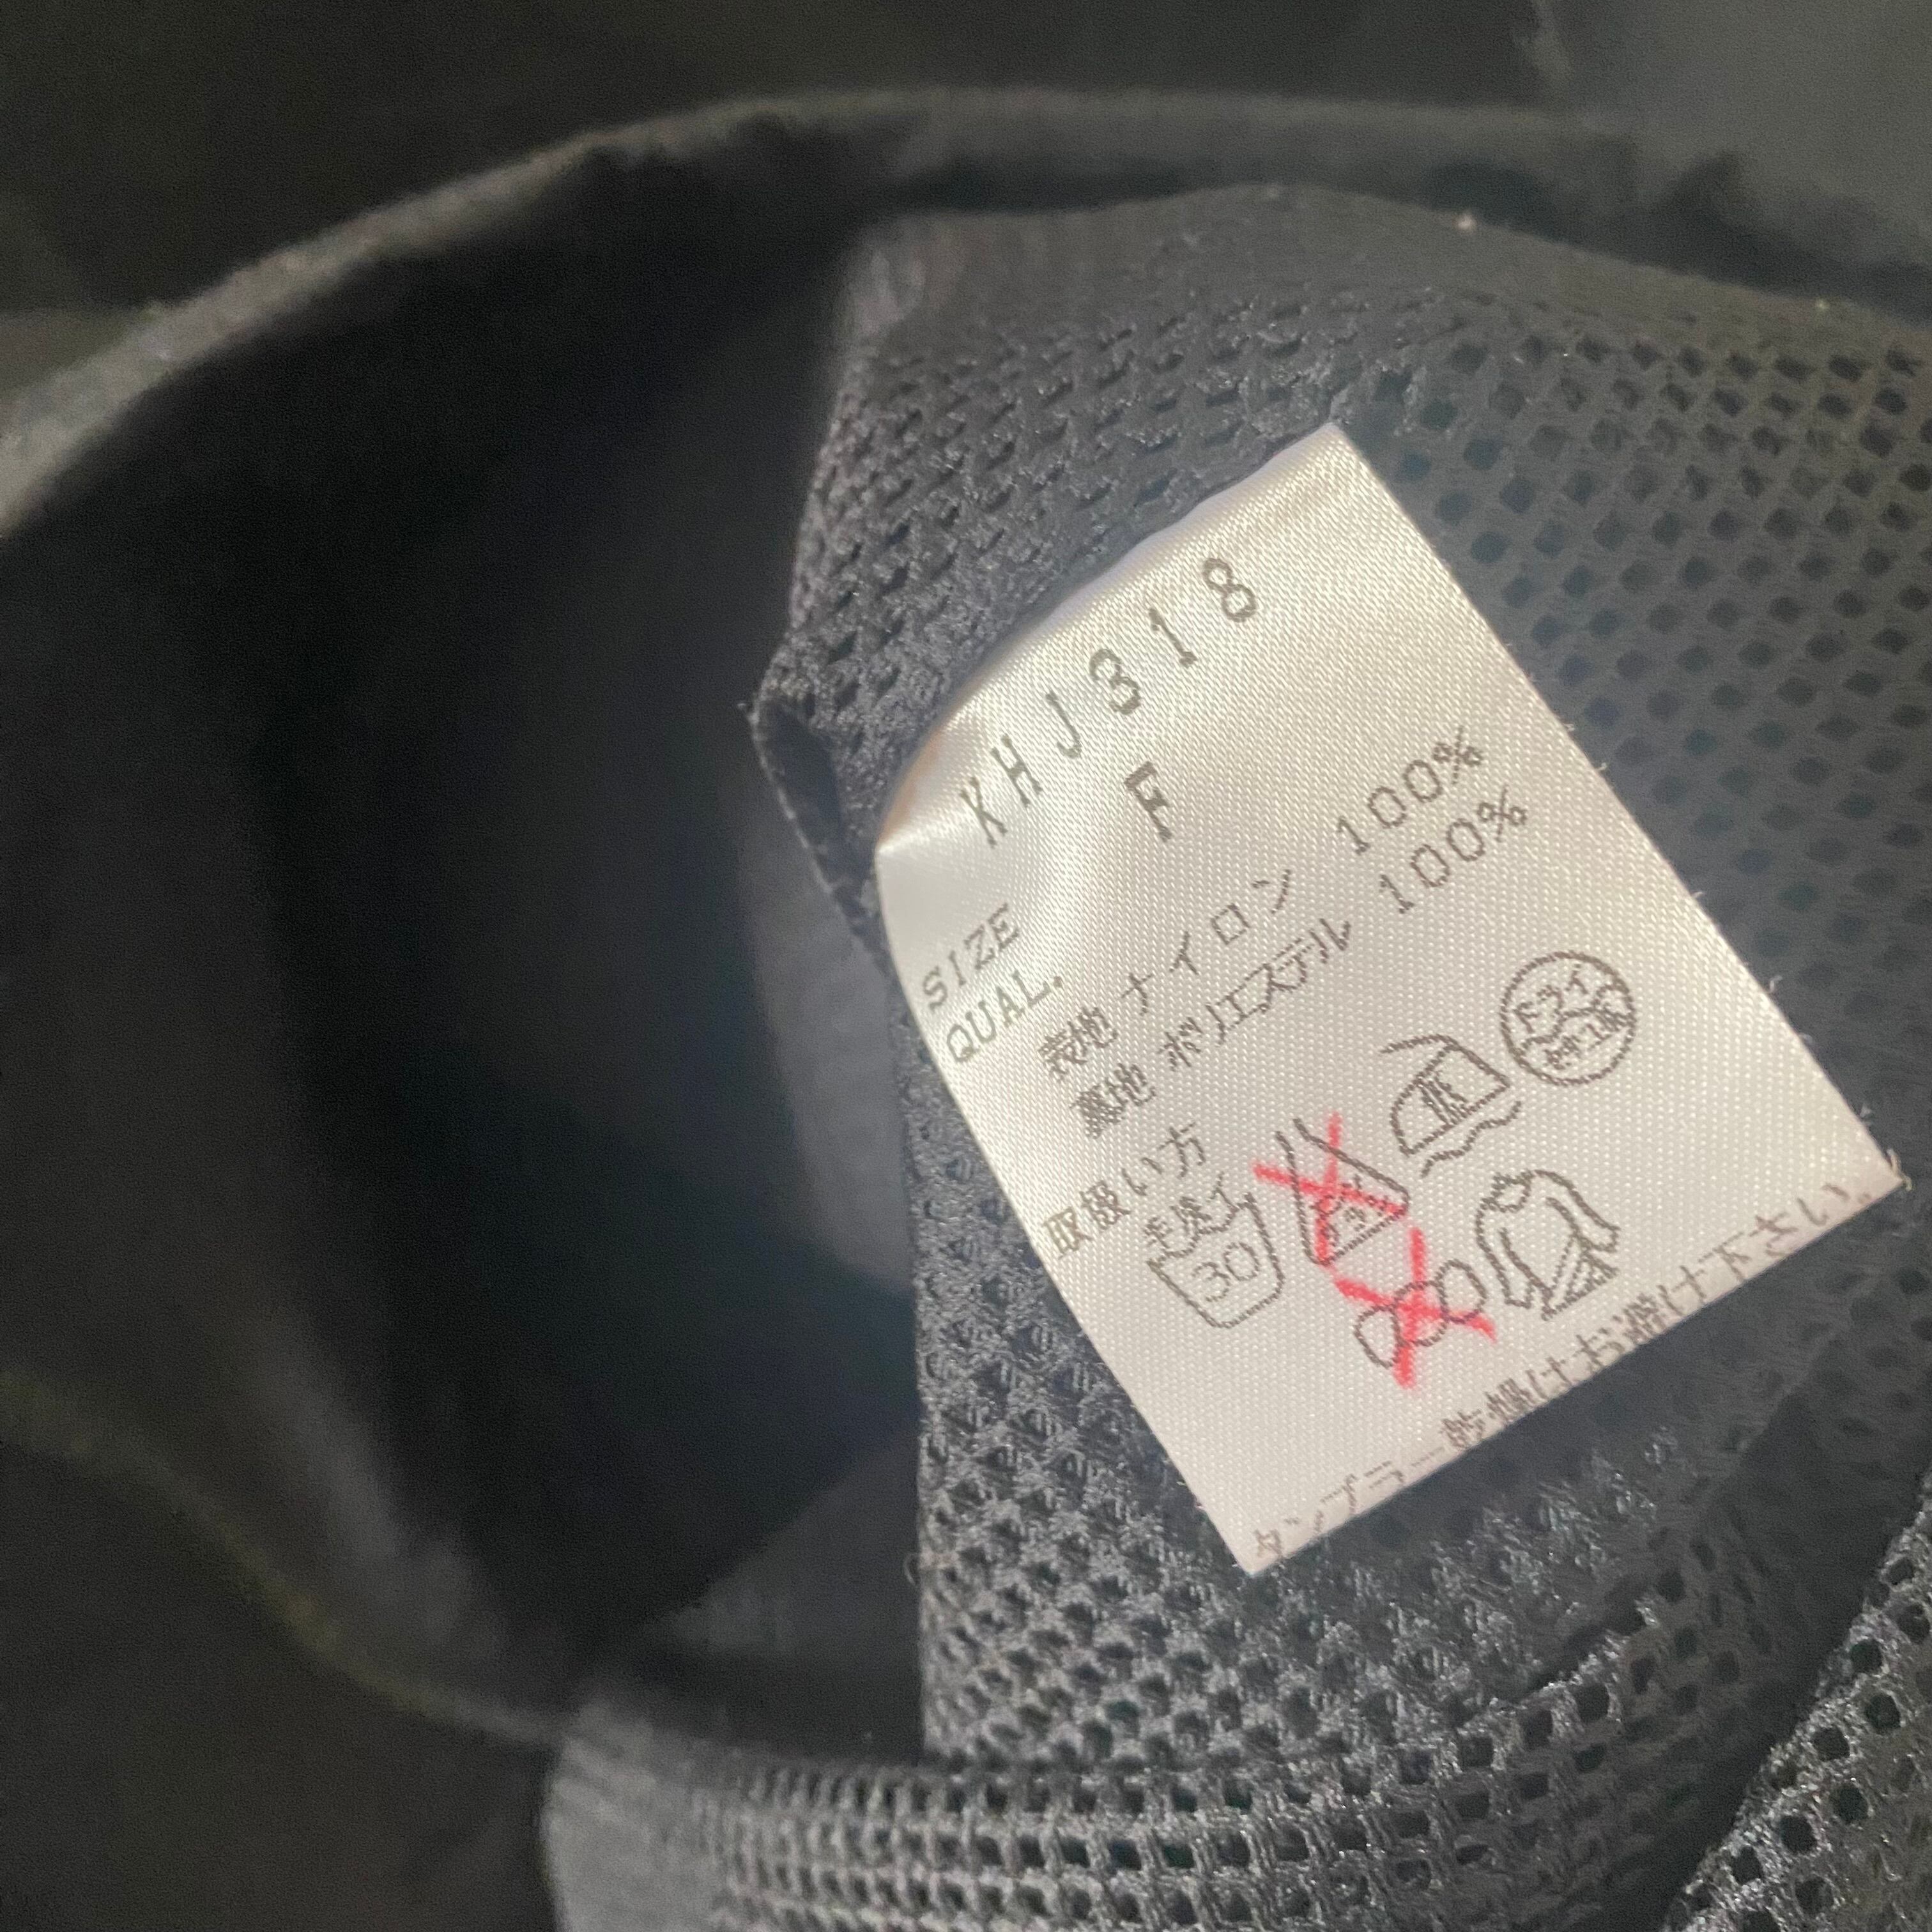 KHJ318
SIZE F
QUAL.
表地 ナイロン 100%
裏地 ポリエステル 100%
取扱い方
手洗イ
30
低
ドライ
タンブラー乾燥はお避け下さい。